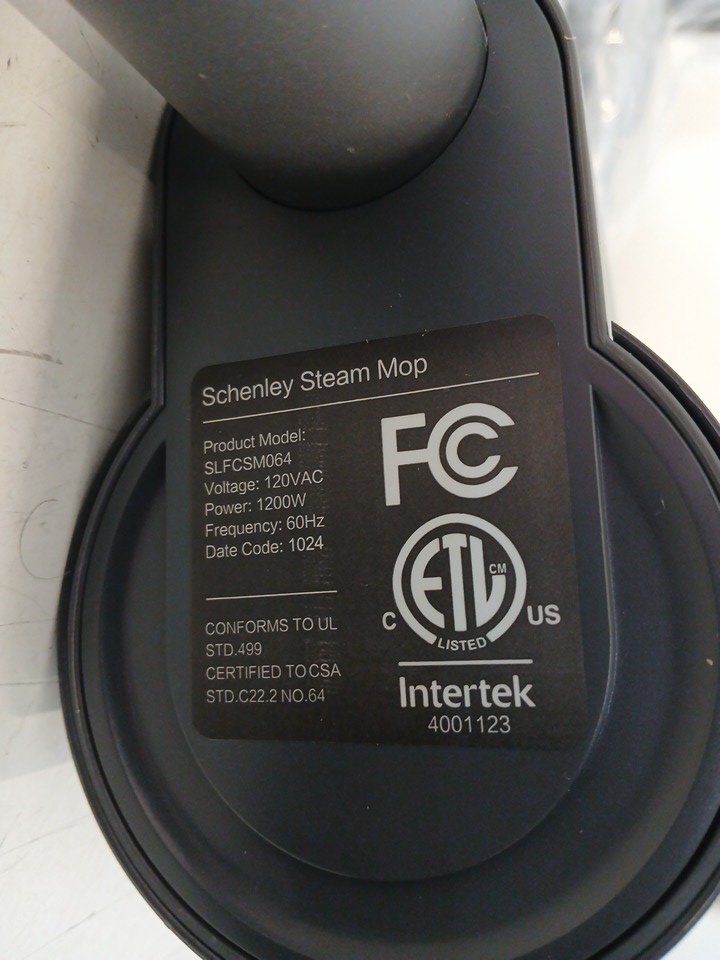 Schenley Steam Mop
Product Model:
SLFCSM064
Voltage: 120VAC
Power: 1200W
Frequency: 60Hz
Date Code: 1024
CONFORMS TO UL
STD.499
CERTIFIED TO CSA
STD.C22.2 NO.64
FCC
ETL CM
C US
LISTED
Intertek
4001123